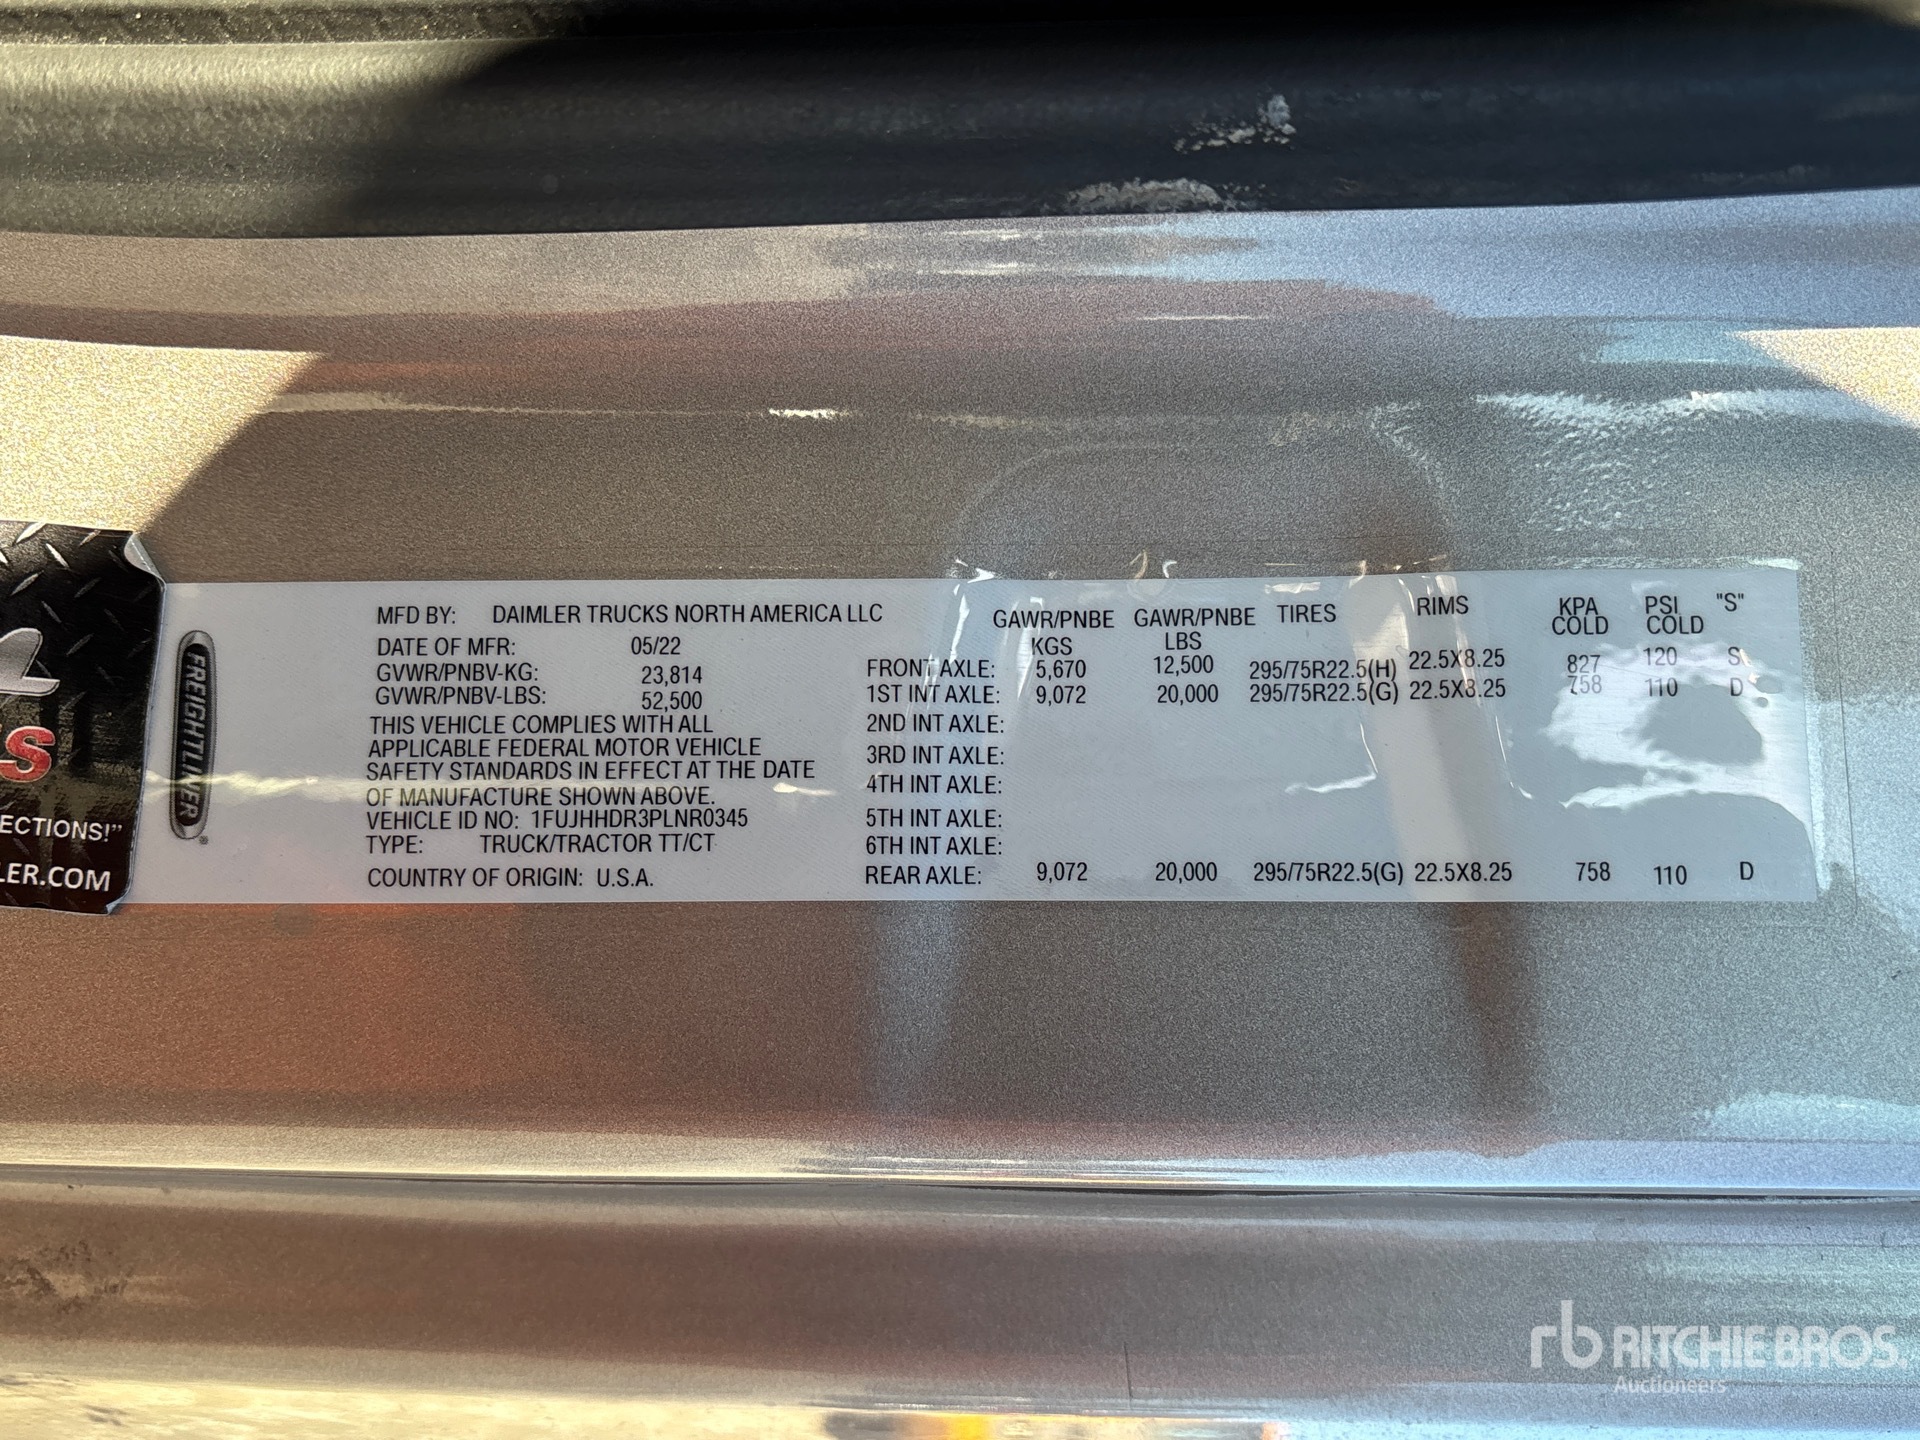 MFD BY: DAIMLER TRUCKS NORTH AMERICA LLC
DATE OF MFR: 05/22
GVWR/PNBV-KG: 23,814
GVWR/PNBV-LBS: 52,500
THIS VEHICLE COMPLIES WITH ALL
APPLICABLE FEDERAL MOTOR VEHICLE
SAFETY STANDARDS IN EFFECT AT THE DATE
OF MANUFACTURE SHOWN ABOVE.
VEHICLE ID NO: 1FUJHHDR3PLNR0345
TYPE: TRUCK/TRACTOR TT/CT
COUNTRY OF ORIGIN: U.S.A.
GAWR/PNBE GAWR/PNBE TIRES RIMS KPA PSI "S"
KGS LBS COLD COLD
FRONT AXLE: 5,670 12,500 295/75R22.5(H) 22.5X8.25 827 120 S
1ST INT AXLE: 9,072 20,000 295/75R22.5(G) 22.5X8.25 758 110 D
2ND INT AXLE:
3RD INT AXLE:
4TH INT AXLE:
5TH INT AXLE:
6TH INT AXLE:
REAR AXLE: 9,072 20,000 295/75R22.5(G) 22.5X8.25 758 110 D
FREIGHTLINER®
S
ECTIONS!"
LER.COM
rb RITCHIE BROS.
Auctioneers